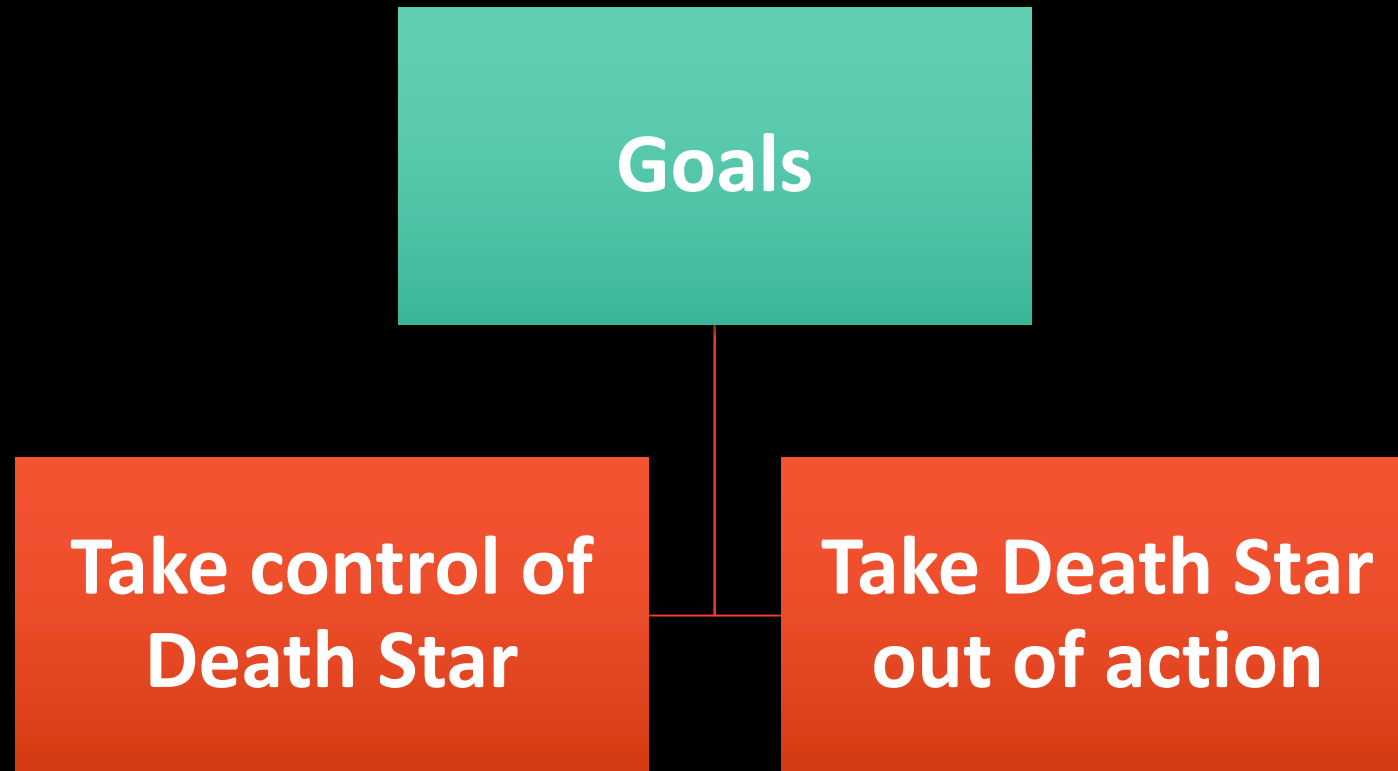 Goals
Take control of
Death Star
Take Death Star
out of action